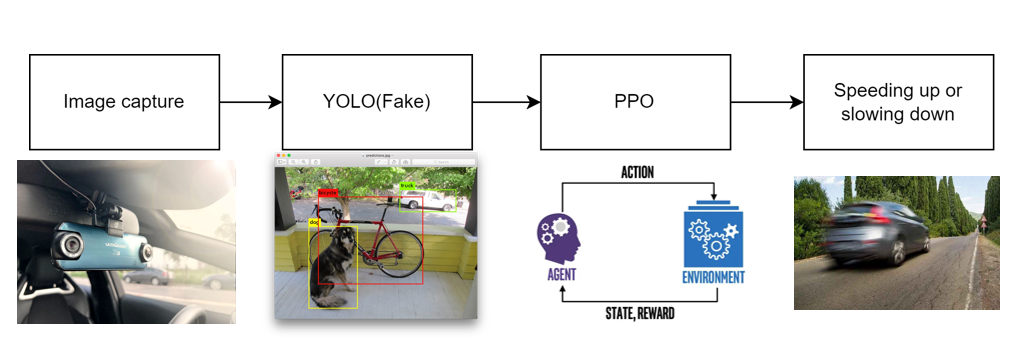 Image capture
YOLO(Fake)
PPO
Speeding up or
slowing down
predictions.jpg
bicycle
truck
dog
ACTION
AGENT
ENVIRONMENT
STATE, REWARD